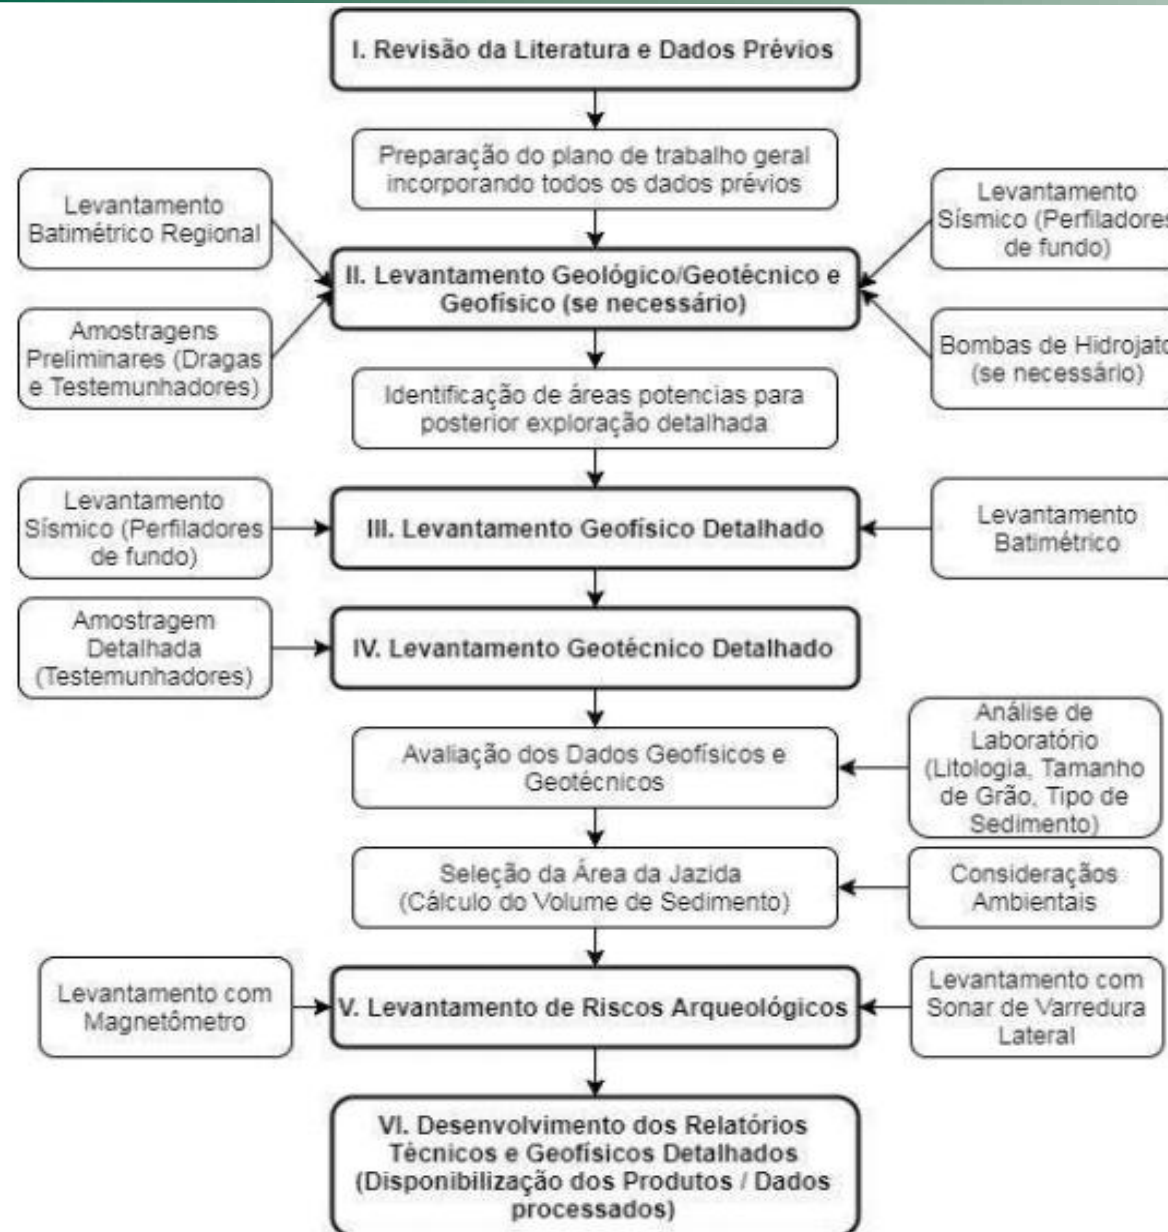 I. Revisão da Literatura e Dados Prévios
Preparação do plano de trabalho geral
incorporando todos os dados prévios
Levantamento
Batimétrico Regional
Levantamento
Sísmico (Perfiladores
de fundo)
II. Levantamento Geológico/Geotécnico e
Geofísico (se necessário)
Amostragens
Preliminares (Dragas
e Testemunhadores)
Bombas de Hidrojato
(se necessário)
Identificação de áreas potencias para
posterior exploração detalhada
Levantamento
Sísmico (Perfiladores
de fundo)
III. Levantamento Geofísico Detalhado
Levantamento
Batimétrico
Amostragem
Detalhada
(Testemunhadores)
IV. Levantamento Geotécnico Detalhado
Avaliação dos Dados Geofísicos e
Geotécnicos
Análise de
Laboratório
(Litologia, Tamanho
de Grão, Tipo de
Sedimento)
Seleção da Área da Jazida
(Cálculo do Volume de Sedimento)
Consideraçãos
Ambientais
Levantamento com
Magnetômetro
V. Levantamento de Riscos Arqueológicos
Levantamento com
Sonar de Varredura
Lateral
VI. Desenvolvimento dos Relatórios
Técnicos e Geofísicos Detalhados
(Disponibilização dos Produtos / Dados
processados)